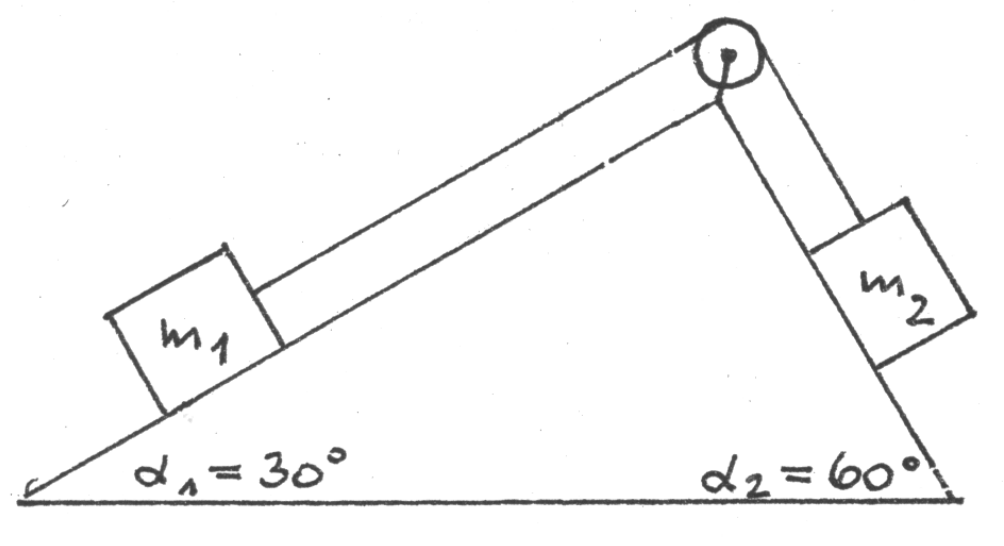 m₁
m₂
α₁ = 30°
α₂ = 60°